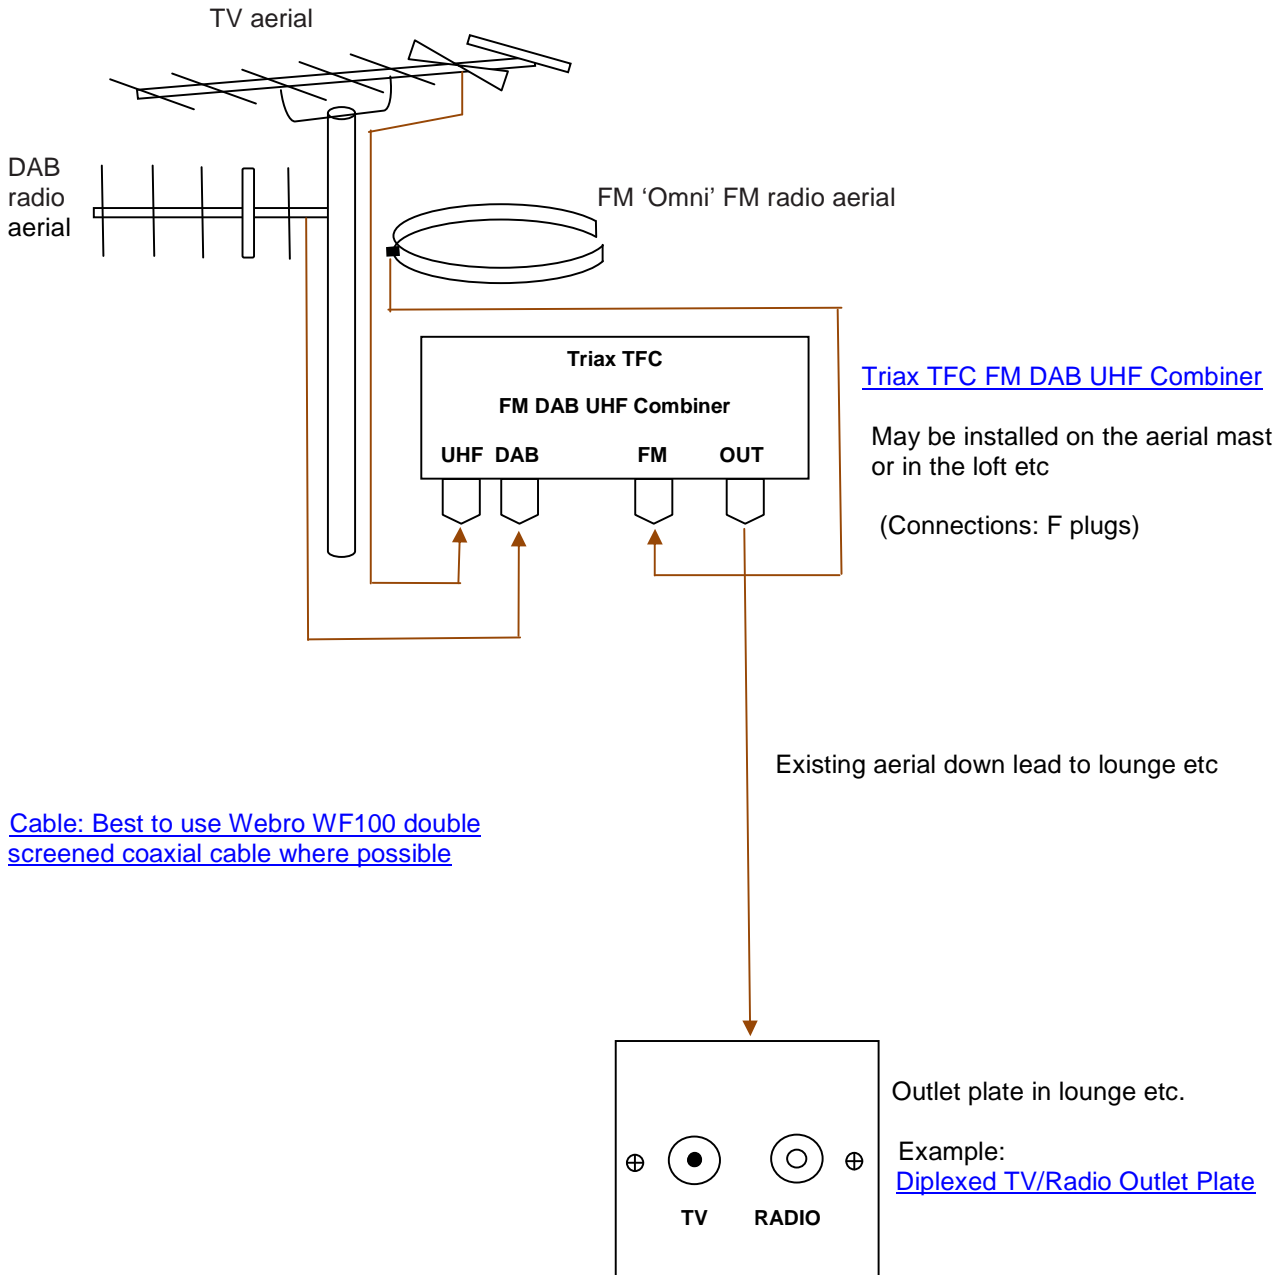 TV aerial
DAB
radio
aerial
FM ‘Omni’ FM radio aerial
Triax TFC
FM DAB UHF Combiner
UHF DAB FM OUT
Triax TFC FM DAB UHF Combiner
May be installed on the aerial mast
or in the loft etc
(Connections: F plugs)
Existing aerial down lead to lounge etc
Cable: Best to use Webro WF100 double
screened coaxial cable where possible
Outlet plate in lounge etc.
Example:
Diplexed TV/Radio Outlet Plate
TV RADIO